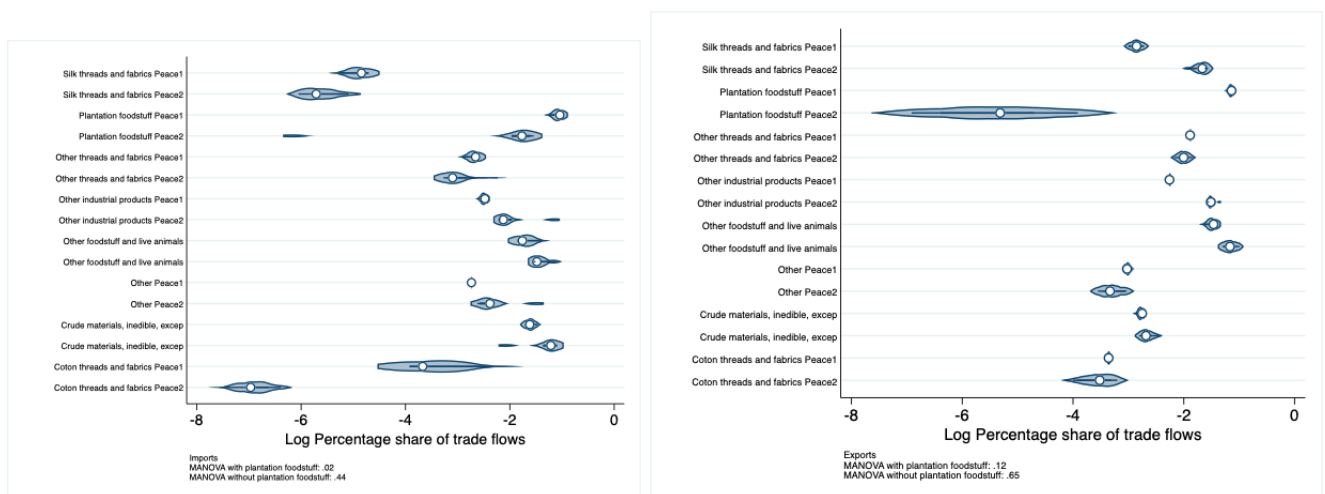 Silk threads and fabrics Peace1
Silk threads and fabrics Peace2
Plantation foodstuff Peace1
Plantation foodstuff Peace2
Other threads and fabrics Peace1
Other threads and fabrics Peace2
Other industrial products Peace1
Other industrial products Peace2
Other foodstuff and live animals
Other foodstuff and live animals
Other Peace1
Other Peace2
Crude materials, inedible, excep
Crude materials, inedible, excep
Coton threads and fabrics Peace1
Coton threads and fabrics Peace2
-8 -6 -4 -2 0
Log Percentage share of trade flows
Imports
MANOVA with plantation foodstuff: .02
MANOVA without plantation foodstuff: .44
Silk threads and fabrics Peace1
Silk threads and fabrics Peace2
Plantation foodstuff Peace1
Plantation foodstuff Peace2
Other threads and fabrics Peace1
Other threads and fabrics Peace2
Other industrial products Peace1
Other industrial products Peace2
Other foodstuff and live animals
Other foodstuff and live animals
Other Peace1
Other Peace2
Crude materials, inedible, excep
Crude materials, inedible, excep
Coton threads and fabrics Peace1
Coton threads and fabrics Peace2
-8 -6 -4 -2 0
Log Percentage share of trade flows
Exports
MANOVA with plantation foodstuff: .12
MANOVA without plantation foodstuff: .65